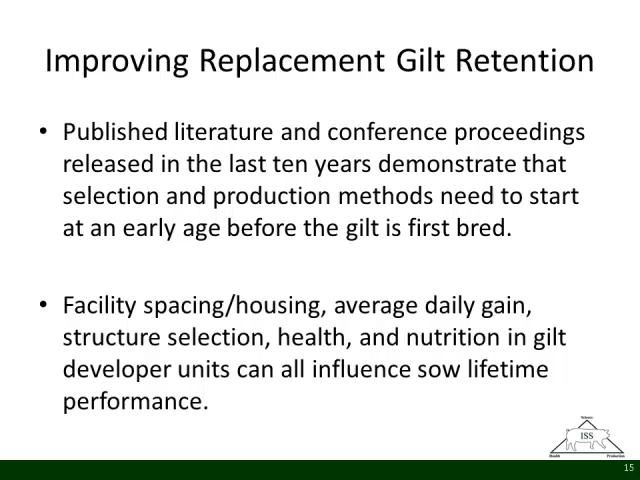 Improving Replacement Gilt Retention
• Published literature and conference proceedings
released in the last ten years demonstrate that
selection and production methods need to start
at an early age before the gilt is first bred.
• Facility spacing/housing, average daily gain,
structure selection, health, and nutrition in gilt
developer units can all influence sow lifetime
performance.
Science
ISS
Health Production
15